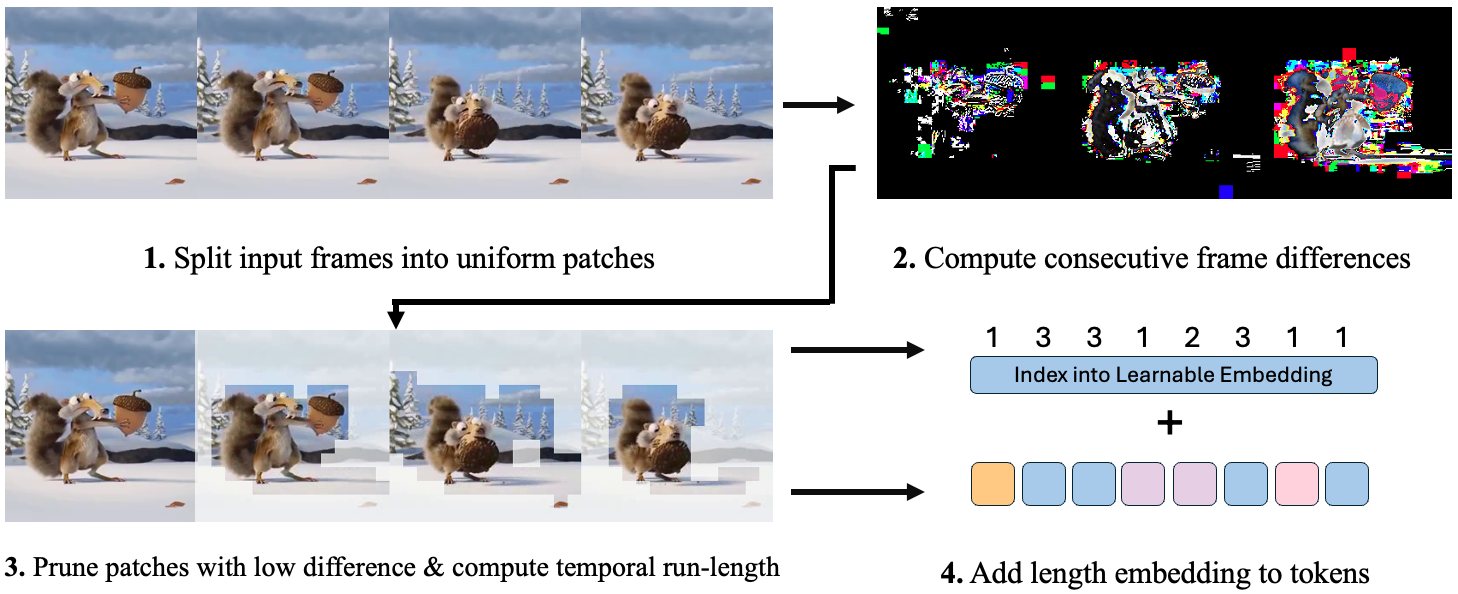 1. Split input frames into uniform patches
2. Compute consecutive frame differences
3. Prune patches with low difference & compute temporal run-length
1 3 3 1 2 3 1 1
Index into Learnable Embedding
+
4. Add length embedding to tokens